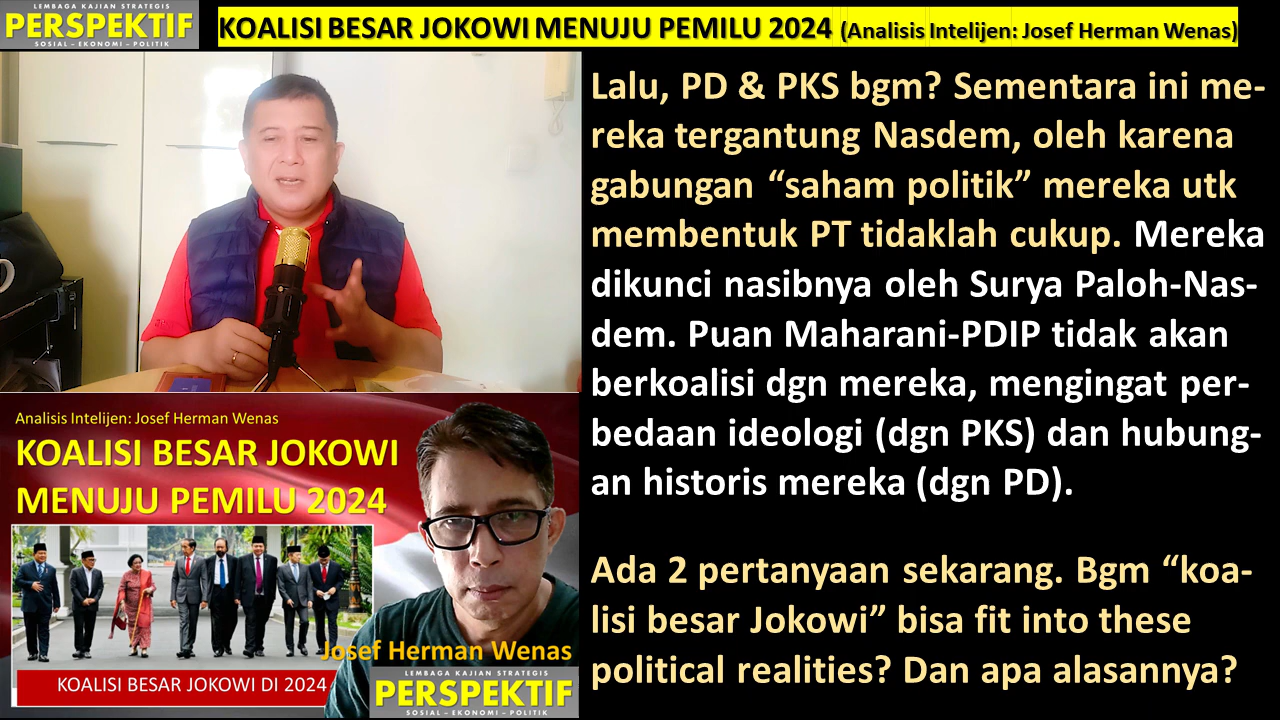 LEMBAGA KAJIAN STRATEGIS
PERSPEKTIF
SOSIAL – EKONOMI – POLITIK
KOALISI BESAR JOKOWI MENUJU PEMILU 2024 (Analisis Intelijen: Josef Herman Wenas)
Lalu, PD & PKS bgm? Sementara ini me-
reka tergantung Nasdem, oleh karena
gabungan “saham politik” mereka utk
membentuk PT tidaklah cukup. Mereka
dikunci nasibnya oleh Surya Paloh-Nas-
dem. Puan Maharani-PDIP tidak akan
berkoalisi dgn mereka, mengingat per-
bedaan ideologi (dgn PKS) dan hubung-
an historis mereka (dgn PD).
Ada 2 pertanyaan sekarang. Bgm “koa-
lisi besar Jokowi” bisa fit into these
political realities? Dan apa alasannya?
Analisis Intelijen: Josef Herman Wenas
KOALISI BESAR JOKOWI
MENUJU PEMILU 2024
Josef Herman Wenas
KOALISI BESAR JOKOWI DI 2024
LEMBAGA KAJIAN STRATEGIS
PERSPEKTIF
SOSIAL – EKONOMI – POLITIK